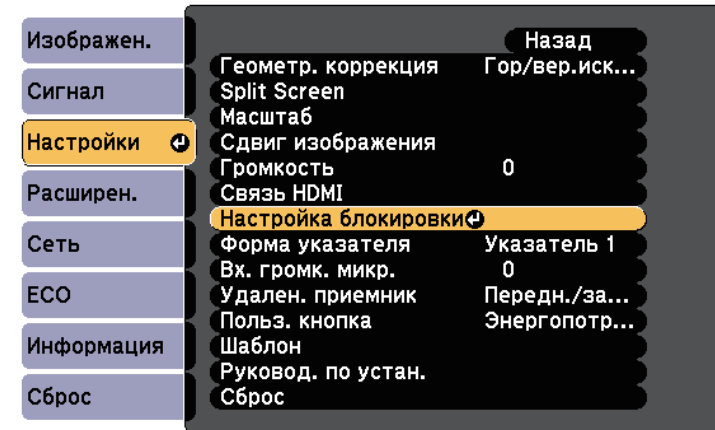 Изображен.
Сигнал
Настройки
Расширен.
Сеть
ECO
Информация
Сброс
Назад
Геометр. коррекция Гор/вер.иск...
Split Screen
Масштаб
Сдвиг изображения
Громкость 0
Связь HDMI
Настройка блокировки
Форма указателя Указатель 1
Вх. громк. микр. 0
Удален. приемник Передн./за...
Польз. кнопка Энергопотр...
Шаблон
Руковод. по устан.
Сброс